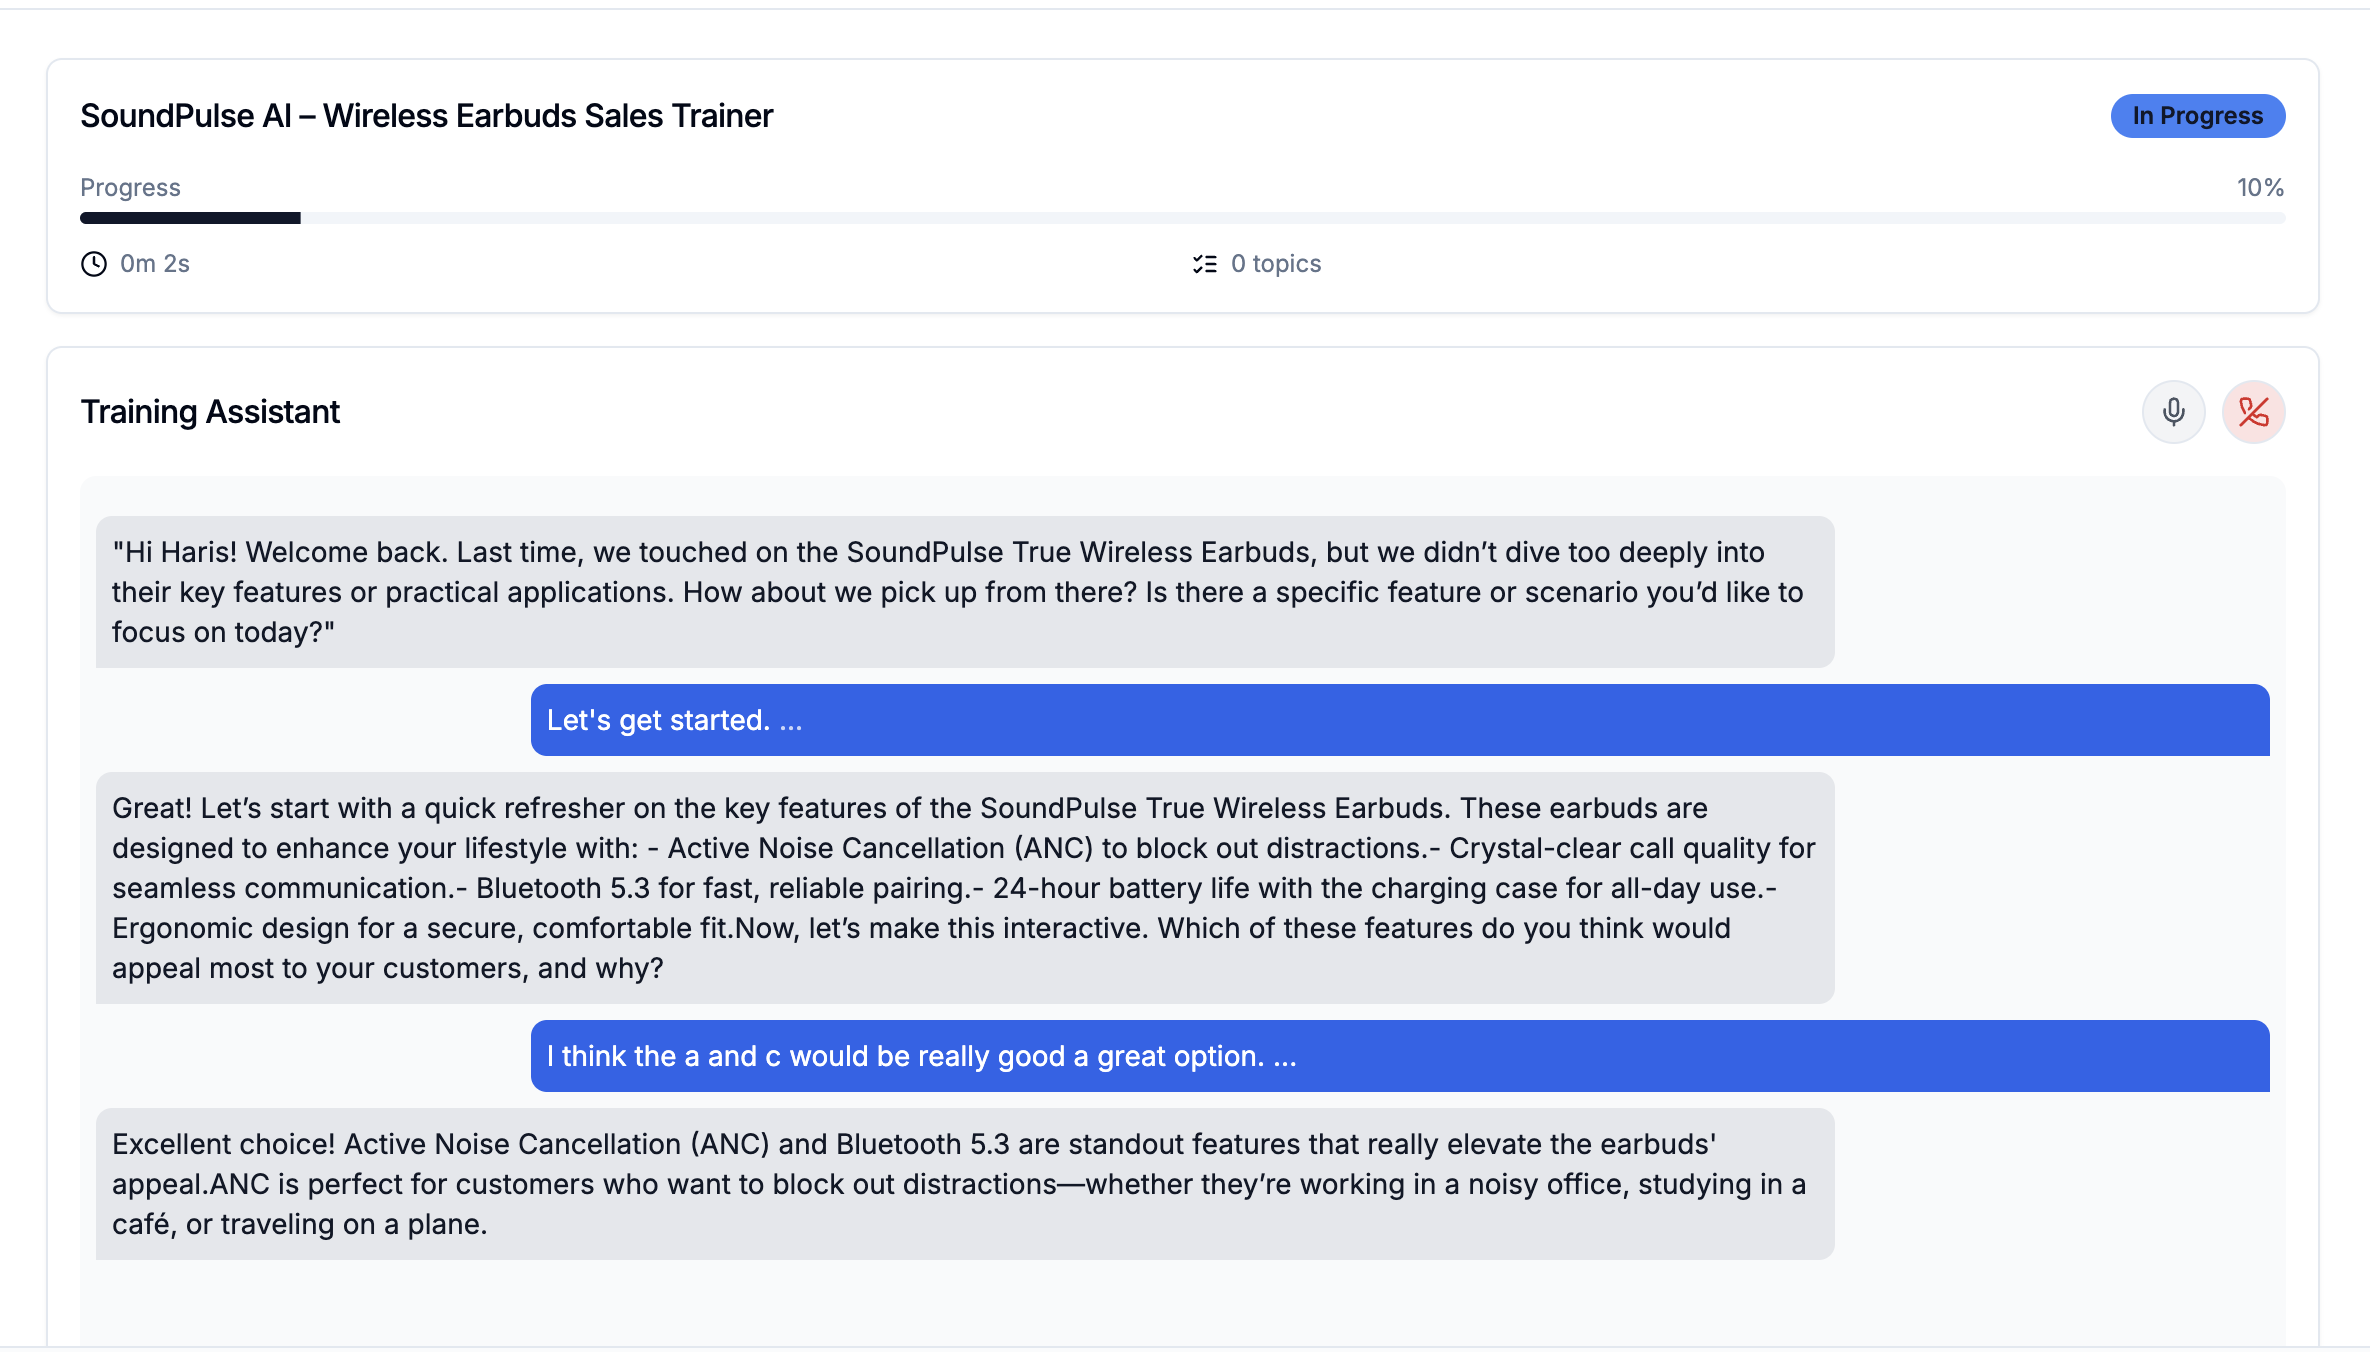 SoundPulse AI – Wireless Earbuds Sales Trainer
In Progress
Progress
10%
0m 2s
0 topics
Training Assistant
"Hi Haris! Welcome back. Last time, we touched on the SoundPulse True Wireless Earbuds, but we didn’t dive too deeply into
their key features or practical applications. How about we pick up from there? Is there a specific feature or scenario you’d like to
focus on today?"
Let's get started. ...
Great! Let’s start with a quick refresher on the key features of the SoundPulse True Wireless Earbuds. These earbuds are
designed to enhance your lifestyle with: - Active Noise Cancellation (ANC) to block out distractions.- Crystal-clear call quality for
seamless communication.- Bluetooth 5.3 for fast, reliable pairing.- 24-hour battery life with the charging case for all-day use.-
Ergonomic design for a secure, comfortable fit.Now, let’s make this interactive. Which of these features do you think would
appeal most to your customers, and why?
I think the a and c would be really good a great option. ...
Excellent choice! Active Noise Cancellation (ANC) and Bluetooth 5.3 are standout features that really elevate the earbuds'
appeal.ANC is perfect for customers who want to block out distractions—whether they’re working in a noisy office, studying in a
café, or traveling on a plane.